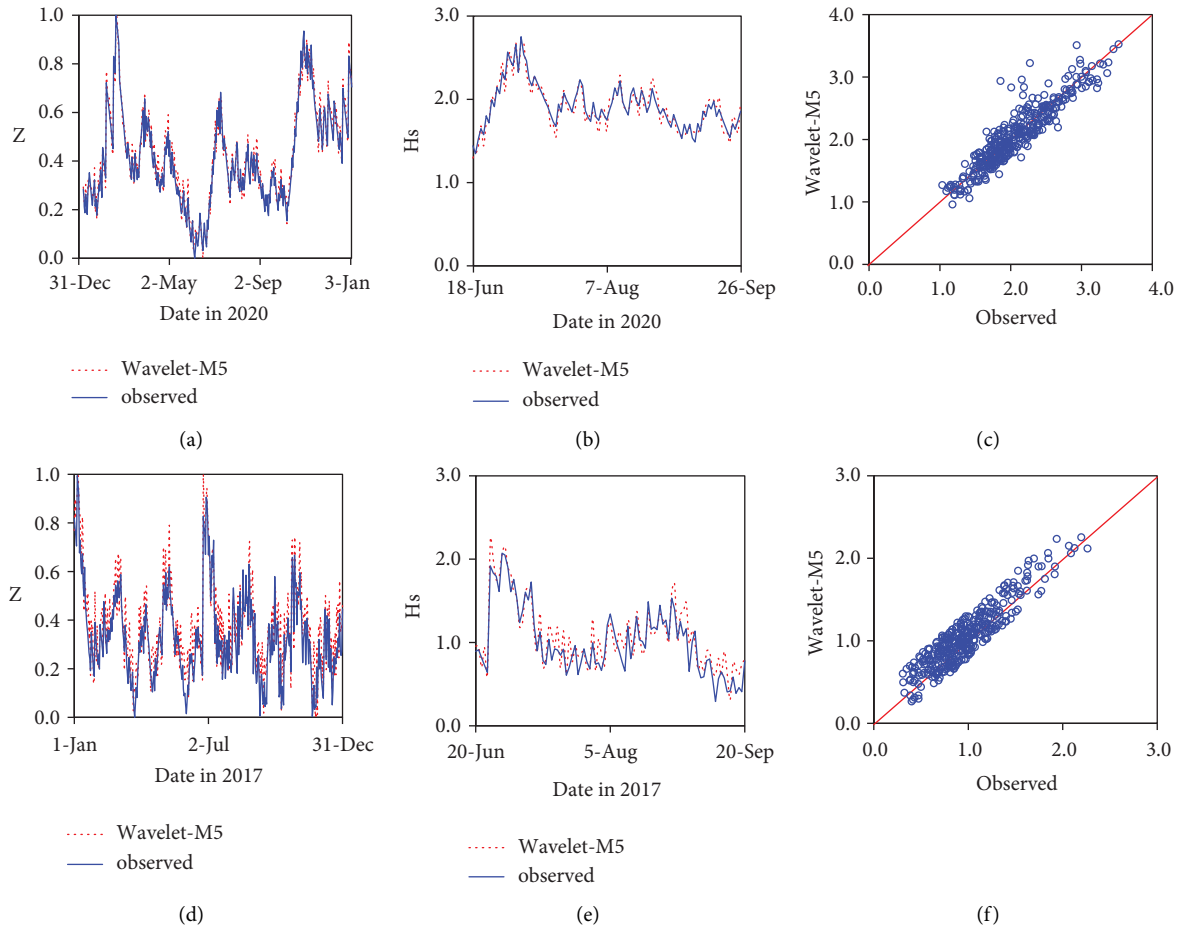 1.0
0.8
0.6
0.4
0.2
0.0
Z
31-Dec 2-May 2-Sep 3-Jan
Date in 2020
Wavelet-M5
observed
(a)
3.0
2.0
1.0
0.0
Hs
18-Jun 7-Aug 26-Sep
Date in 2020
Wavelet-M5
observed
(b)
4.0
3.0
2.0
1.0
0.0
Wavelet-M5
0.0 1.0 2.0 3.0 4.0
Observed
(c)
1.0
0.8
0.6
0.4
0.2
0.0
Z
1-Jan 2-Jul 31-Dec
Date in 2017
Wavelet-M5
observed
(d)
3.0
2.0
1.0
0.0
Hs
20-Jun 5-Aug 20-Sep
Date in 2017
Wavelet-M5
observed
(e)
3.0
2.0
1.0
0.0
Wavelet-M5
0.0 1.0 2.0 3.0
Observed
(f)